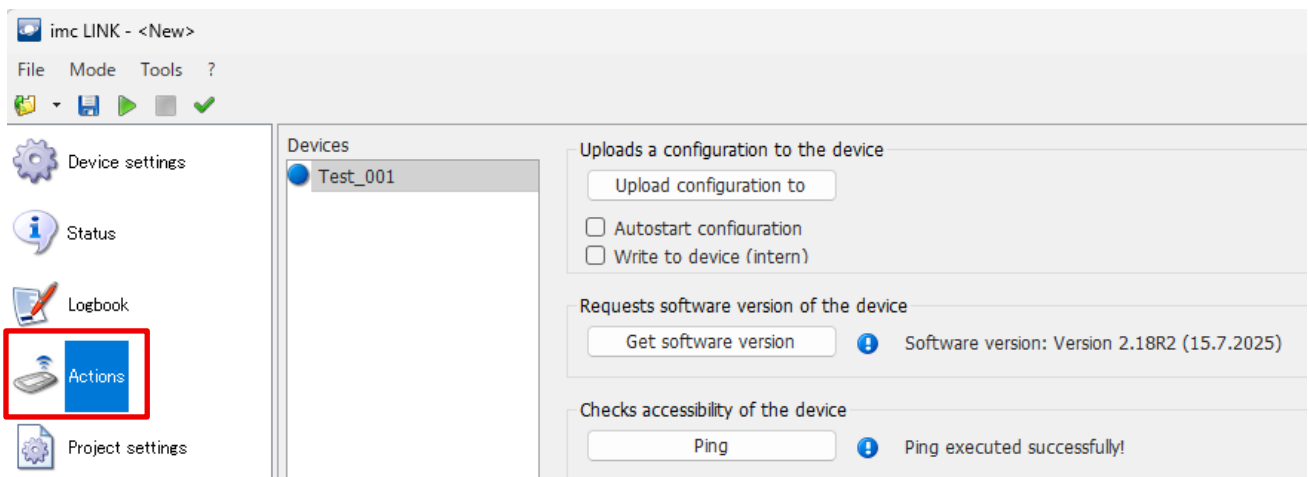 imc LINK - <New>
File Mode Tools ?
Device settings
Status
Logbook
Actions
Project settings
Devices
Test_001
Uploads a configuration to the device
Upload configuration to
Autostart configuration
Write to device (intern)
Requests software version of the device
Get software version
Software version: Version 2.18R2 (15.7.2025)
Checks accessibility of the device
Ping
Ping executed successfully!